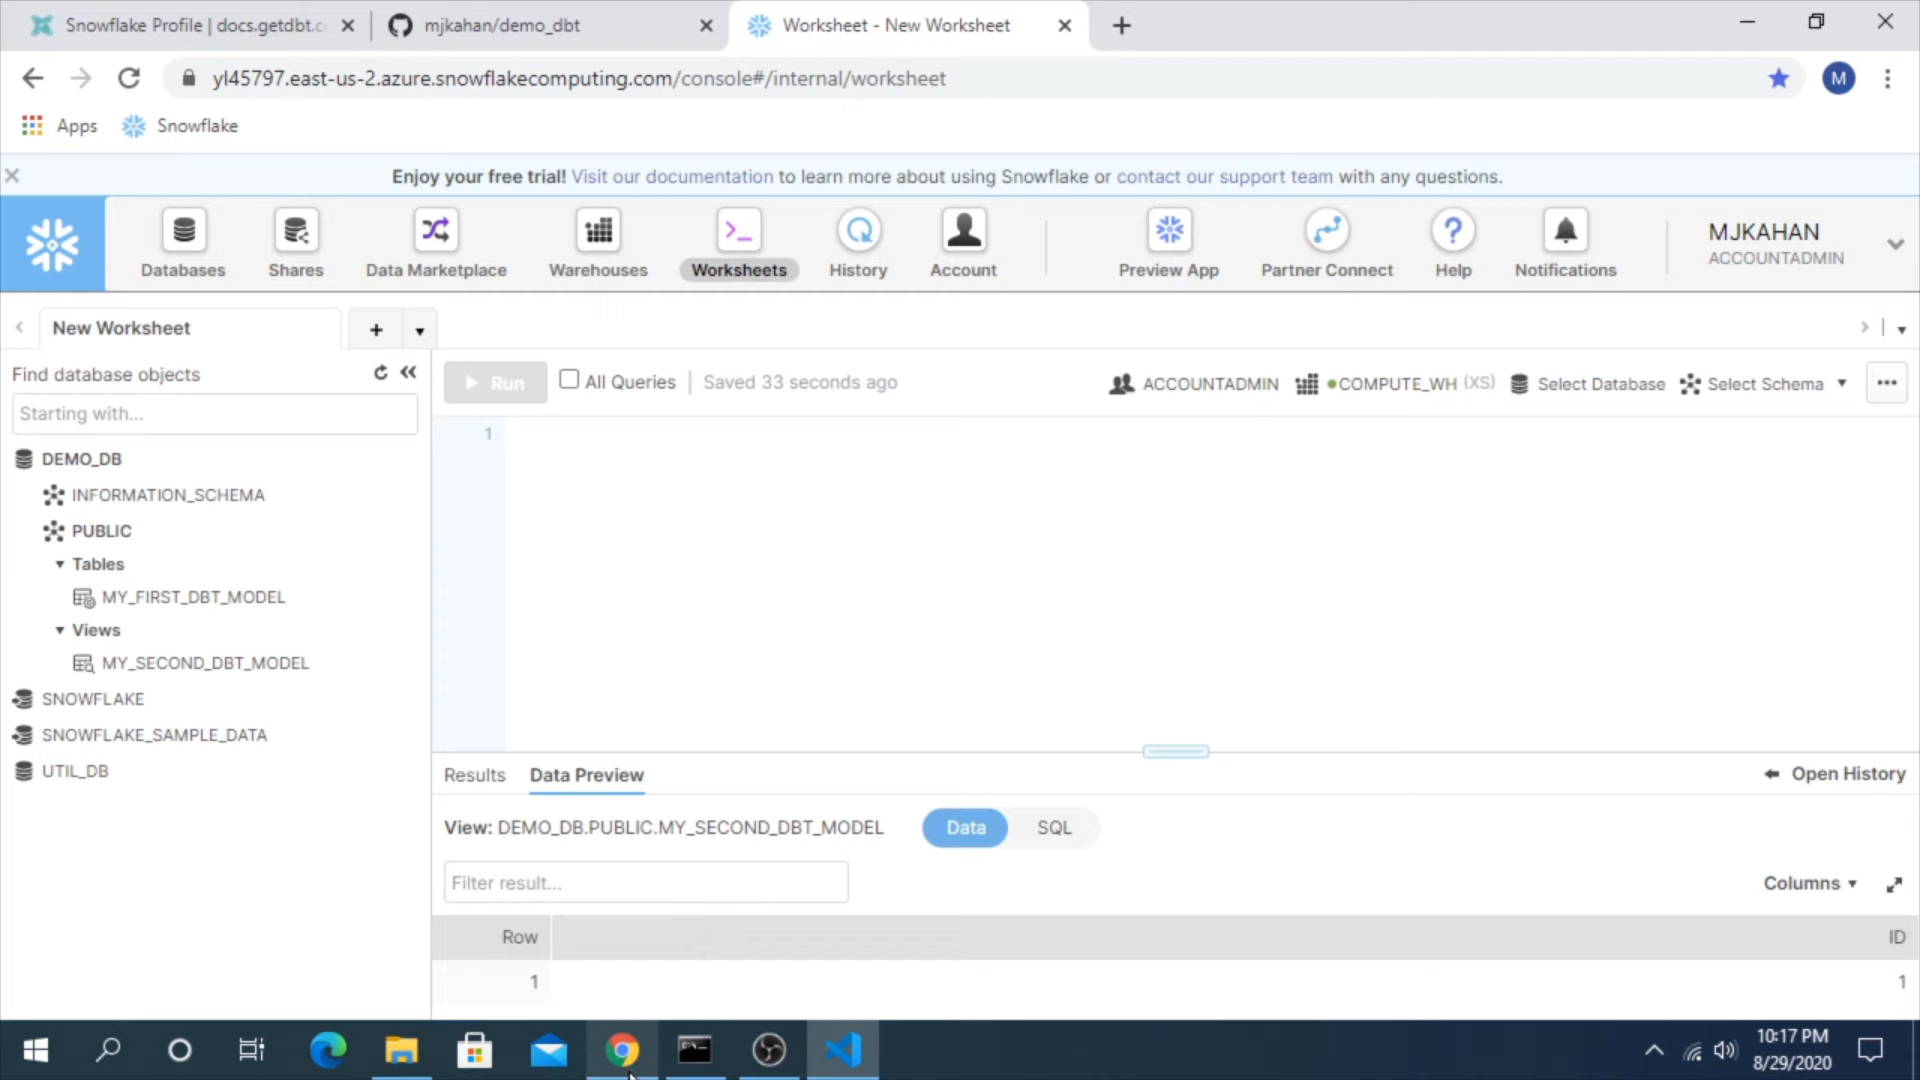 Snowflake Profile | docs.getdbt.c
mjkahan/demo_dbt
Worksheet - New Worksheet
yl45797.east-us-2.azure.snowflakecomputing.com/console#/internal/worksheet
M
Apps
Snowflake
Enjoy your free trial! Visit our documentation to learn more about using Snowflake or contact our support team with any questions.
Databases
Shares
Data Marketplace
Warehouses
Worksheets
History
Account
Preview App
Partner Connect
Help
Notifications
MJKAHAN
ACCOUNTADMIN
New Worksheet
Find database objects
Starting with...
DEMO_DB
INFORMATION_SCHEMA
PUBLIC
Tables
MY_FIRST_DBT_MODEL
Views
MY_SECOND_DBT_MODEL
SNOWFLAKE
SNOWFLAKE_SAMPLE_DATA
UTIL_DB
Run
All Queries
Saved 33 seconds ago
ACCOUNTADMIN
COMPUTE_WH (XS)
Select Database
Select Schema
1
Results
Data Preview
Open History
View: DEMO_DB.PUBLIC.MY_SECOND_DBT_MODEL
Data
SQL
Filter result...
Columns
Row
ID
1
1
10:17 PM
8/29/2020